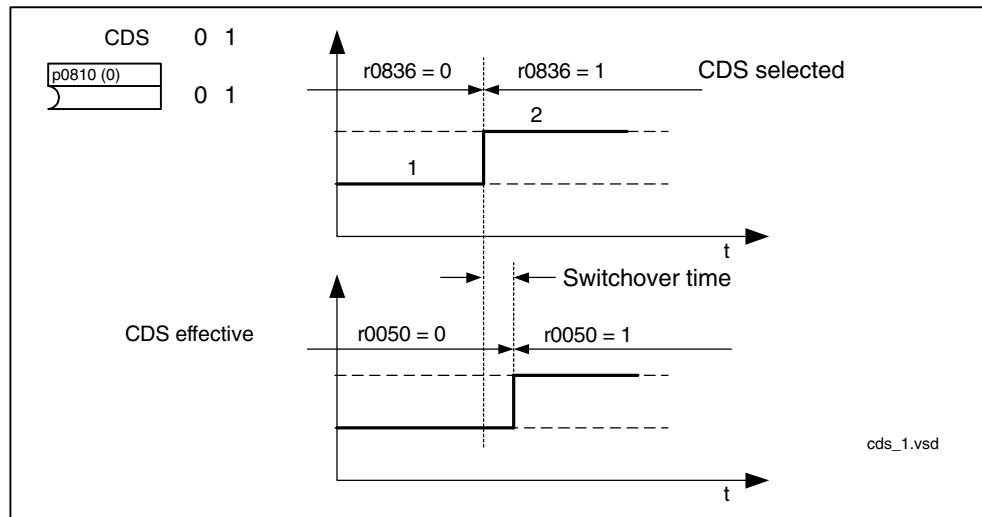 CDS 0 1
p0810 (0)
0 1
r0836 = 0 r0836 = 1 CDS selected
2
1
t
Switchover time
CDS effective
r0050 = 0 r0050 = 1
cds_1.vsd
t